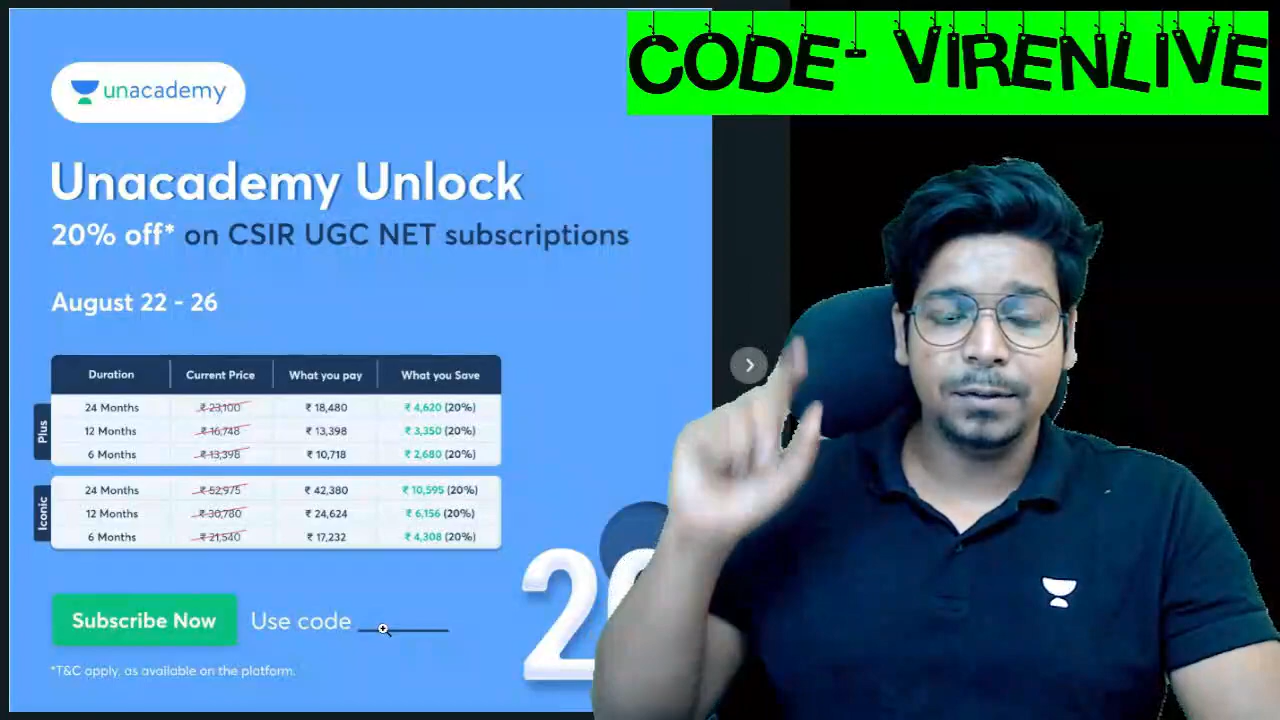 CODE- VIRENLIVE
unacademy
Unacademy Unlock
20% off* on CSIR UGC NET subscriptions
August 22 - 26
Duration Current Price What you pay What you Save
Plus
24 Months ₹ 23,100 ₹ 18,480 ₹ 4,620 (20%)
12 Months ₹ 16,748 ₹ 13,398 ₹ 3,350 (20%)
6 Months ₹ 13,398 ₹ 10,718 ₹ 2,680 (20%)
Iconic
24 Months ₹ 52,975 ₹ 42,380 ₹ 10,595 (20%)
12 Months ₹ 30,780 ₹ 24,624 ₹ 6,156 (20%)
6 Months ₹ 21,540 ₹ 17,232 ₹ 4,308 (20%)
Subscribe Now Use code
*T&C apply, as available on the platform.